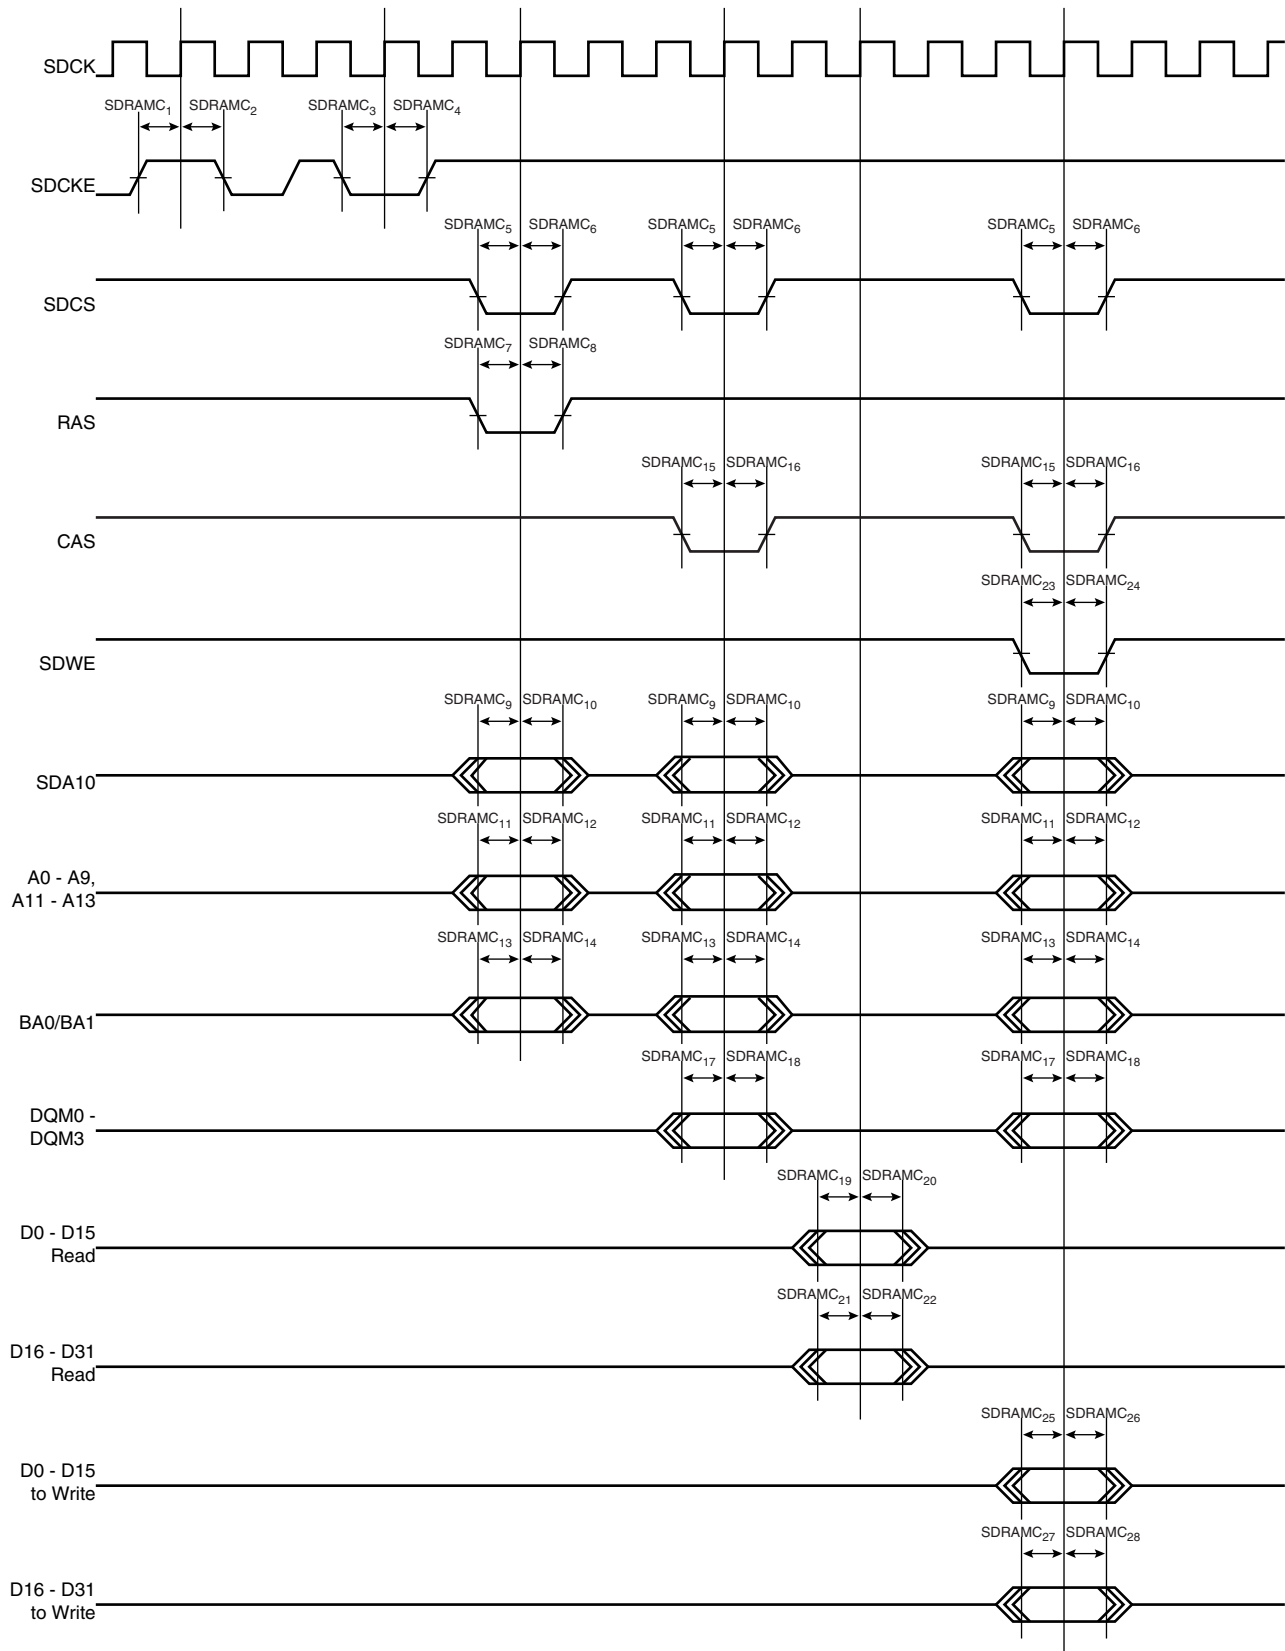 SDCK
SDRAMC1 SDRAMC2 SDRAMC3 SDRAMC4
SDCKE
SDRAMC5 SDRAMC6 SDRAMC5 SDRAMC6 SDRAMC5 SDRAMC6
SDCS
SDRAMC7 SDRAMC8
RAS
SDRAMC15 SDRAMC16 SDRAMC15 SDRAMC16
CAS
SDRAMC23 SDRAMC24
SDWE
SDRAMC9 SDRAMC10 SDRAMC9 SDRAMC10 SDRAMC9 SDRAMC10
SDA10
SDRAMC11 SDRAMC12 SDRAMC11 SDRAMC12 SDRAMC11 SDRAMC12
A0 - A9,
A11 - A13
SDRAMC13 SDRAMC14 SDRAMC13 SDRAMC14 SDRAMC13 SDRAMC14
BA0/BA1
SDRAMC17 SDRAMC18 SDRAMC17 SDRAMC18
DQM0 -
DQM3
SDRAMC19 SDRAMC20
D0 - D15
Read
SDRAMC21 SDRAMC22
D16 - D31
Read
SDRAMC25 SDRAMC26
D0 - D15
to Write
SDRAMC27 SDRAMC28
D16 - D31
to Write